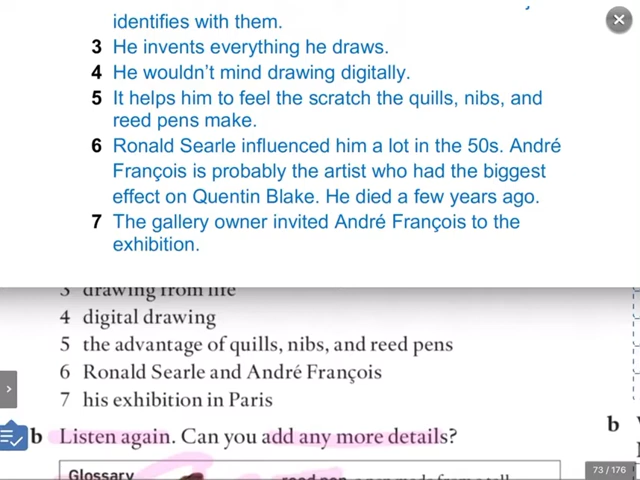 identifies with them.
3 He invents everything he draws.
4 He wouldn't mind drawing digitally.
5 It helps him to feel the scratch the quills, nibs, and
reed pens make.
6 Ronald Searle influenced him a lot in the 50s. André
François is probably the artist who had the biggest
effect on Quentin Blake. He died a few years ago.
7 The gallery owner invited André François to the
exhibition.
3 drawing from life
4 digital drawing
5 the advantage of quills, nibs, and reed pens
6 Ronald Searle and André François
7 his exhibition in Paris
b Listen again. Can you add any more details?
b
Glossary
reed pen
73 / 176